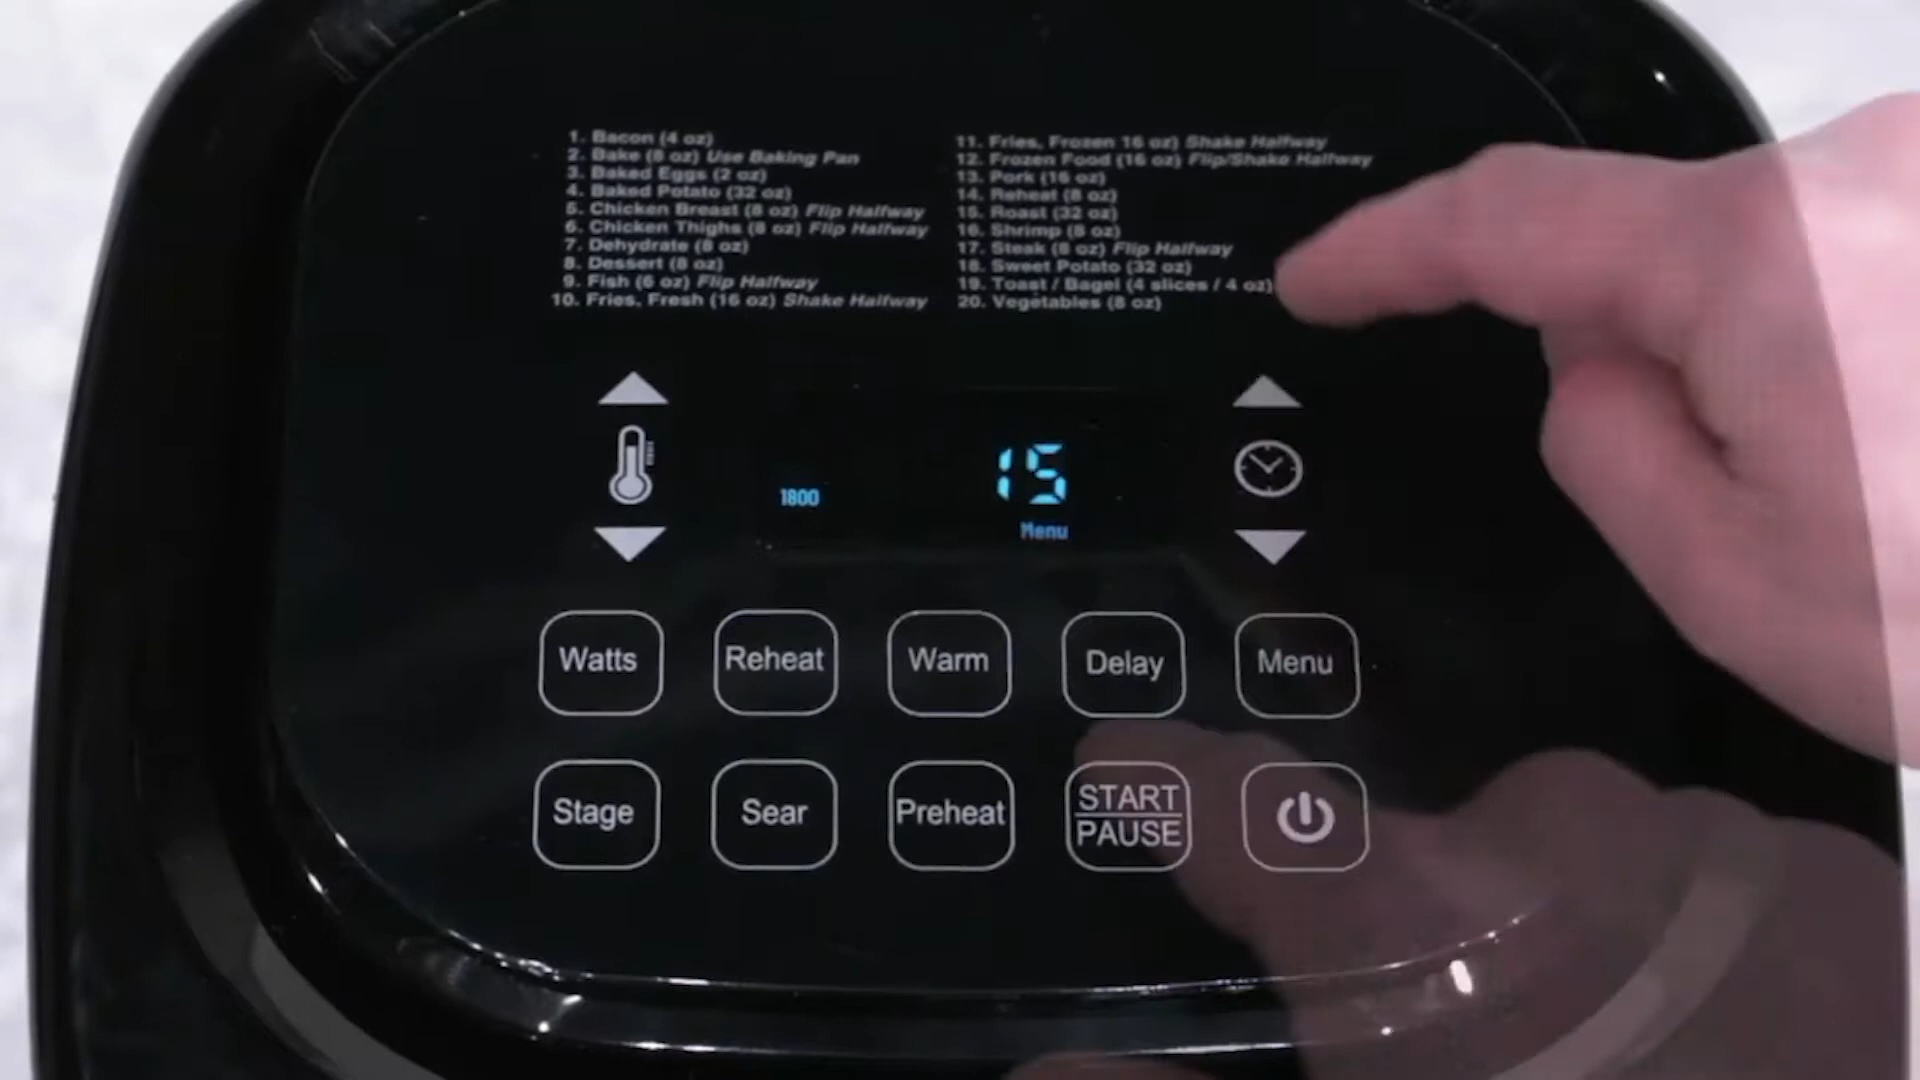 1. Bacon (4 oz)
2. Bake (8 oz) Use Baking Pan
3. Baked Eggs (2 oz)
4. Baked Potato (32 oz)
5. Chicken Breast (8 oz) Flip Halfway
6. Chicken Thighs (8 oz) Flip Halfway
7. Dehydrate (8 oz)
8. Dessert (8 oz)
9. Fish (6 oz) Flip Halfway
10. Fries, Fresh (16 oz) Shake Halfway
11. Fries, Frozen 16 oz) Shake Halfway
12. Frozen Food (16 oz) Flip/Shake Halfway
13. Pork (16 oz)
14. Reheat (8 oz)
15. Roast (32 oz)
16. Shrimp (8 oz)
17. Steak (8 oz) Flip Halfway
18. Sweet Potato (32 oz)
19. Toast / Bagel (4 slices / 4 oz)
20. Vegetables (8 oz)
1800
15
Menu
Watts
Reheat
Warm
Delay
Menu
Stage
Sear
Preheat
START
PAUSE